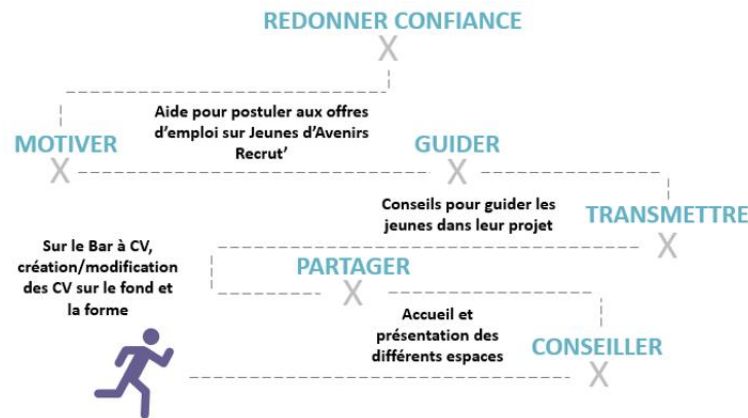 REDONNER CONFIANCE
X
Aide pour postuler aux offres
d'emploi sur Jeunes d'Avenirs
Recrut'
MOTIVER
X
GUIDER
X
Conseils pour guider les
jeunes dans leur projet
TRANSMETTRE
X
Sur le Bar à CV,
création/modification
des CV sur le fond et
la forme
PARTAGER
X
Accueil et
présentation des
différents espaces
CONSEILLER
X